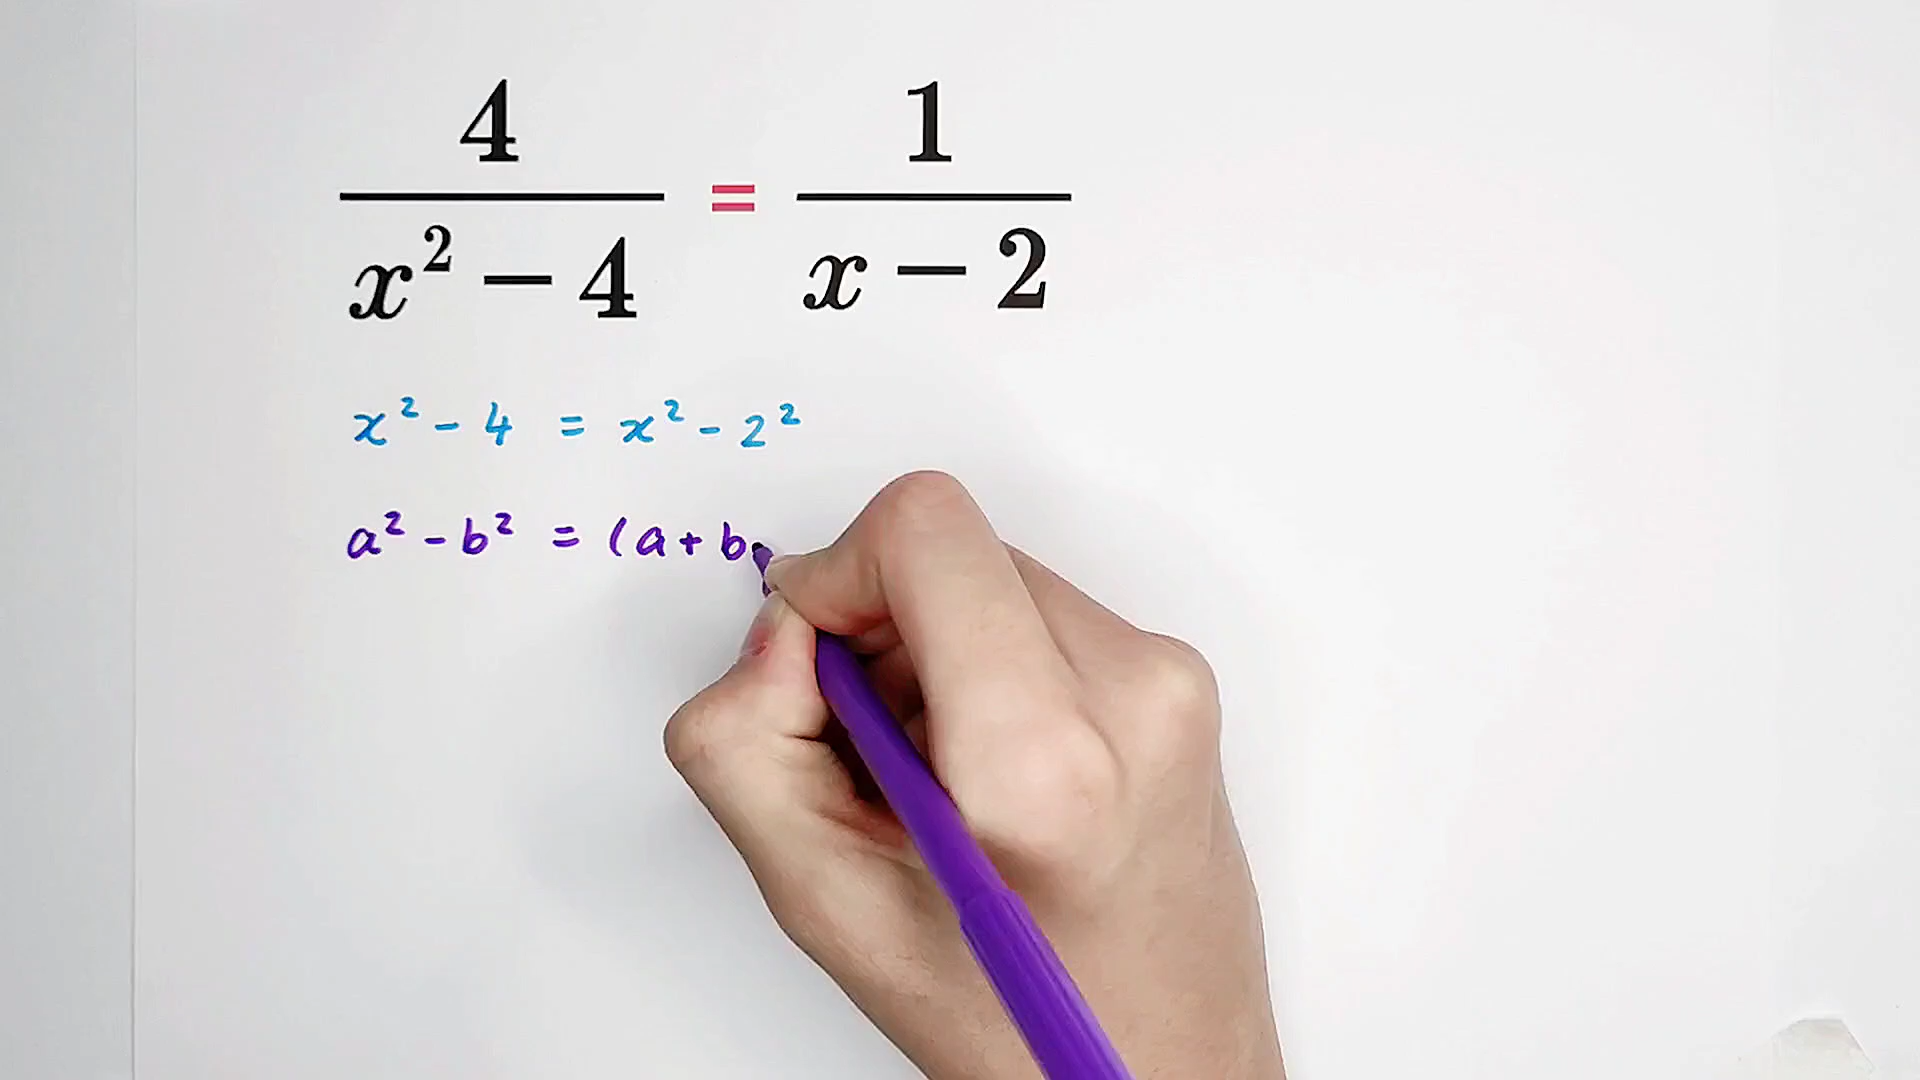 4/(x² − 4) = 1/(x − 2)
x² - 4 = x² - 2²
a² - b² = (a + b